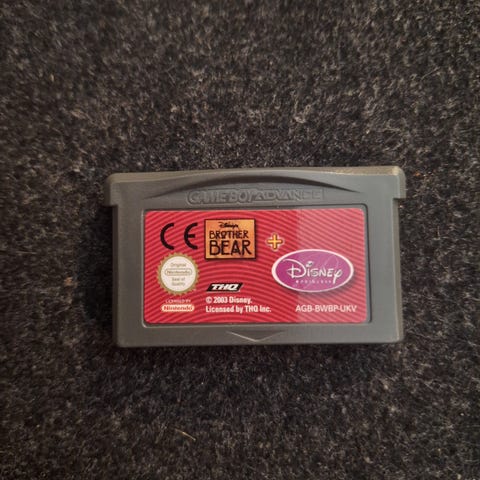 GAME BOY ADVANCE
CE
Disney's
BROTHER
BEAR
+
Disney
PRINCESS
Original
Nintendo
Seal of
Quality
LICENSED BY
Nintendo
THQ
© 2003 Disney.
Licensed by THQ Inc.
AGB-BWBP-UKV